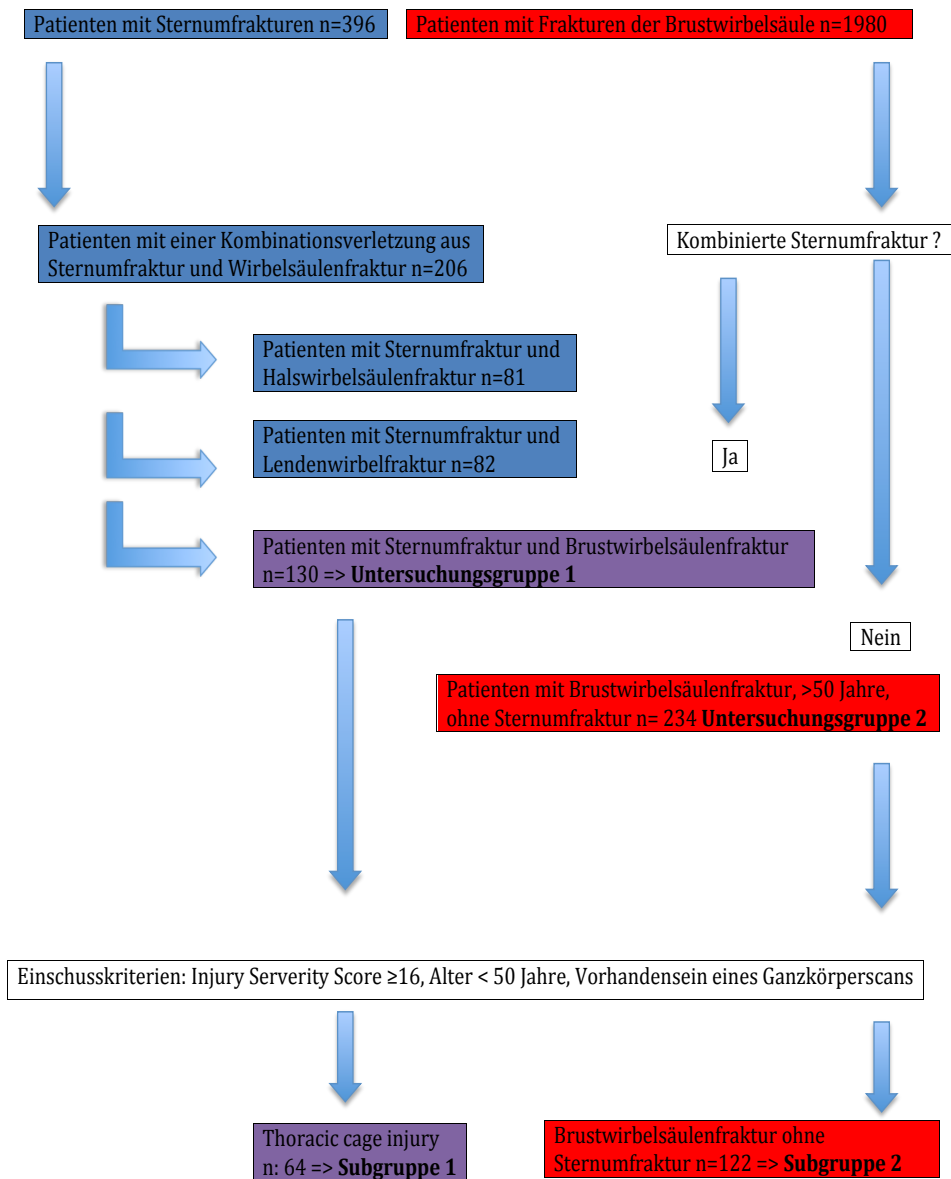 Patienten mit Sternumfrakturen n=396
Patienten mit Frakturen der Brustwirbelsäule n=1980
Patienten mit einer Kombinationsverletzung aus
Sternumfraktur und Wirbelsäulenfraktur n=206
Kombinierte Sternumfraktur ?
Patienten mit Sternumfraktur und
Halswirbelsäulenfraktur n=81
Patienten mit Sternumfraktur und
Lendenwirbelfraktur n=82
Ja
Patienten mit Sternumfraktur und Brustwirbelsäulenfraktur
n=130 => Untersuchungsgruppe 1
Nein
Patienten mit Brustwirbelsäulenfraktur, >50 Jahre,
ohne Sternumfraktur n= 234 Untersuchungsgruppe 2
Einschusskriterien: Injury Serverity Score ≥16, Alter < 50 Jahre, Vorhandensein eines Ganzkörperscans
Thoracic cage injury
n: 64 => Subgruppe 1
Brustwirbelsäulenfraktur ohne
Sternumfraktur n=122 => Subgruppe 2